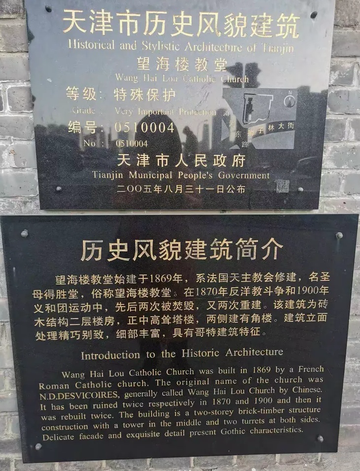 天津市历史风貌建筑
Historical and Stylistic Architecture of Tianjin
望海楼教堂
Wang Hai Lou Catholic Church
等级：特殊保护
Grade: Very Important Protection
编号：0510004
No.: 0510004
天津市人民政府
Tianjin Municipal People's Government
二〇〇五年八月三十一日公布
历史风貌建筑简介
望海楼教堂始建于1869年，系法国天主教会修建，名圣
母得胜堂，俗称望海楼教堂。在1870年反洋教斗争和1900年
义和团运动中，先后两次被焚毁，又两次重建。该建筑为砖
木结构二层楼房，正中高耸塔楼，两侧建有角楼。建筑立面
处理精巧别致，细部丰富，具有哥特建筑特征。
Introduction to the Historic Architecture
Wang Hai Lou Catholic Church was built in 1869 by a French
Roman Catholic church. The original name of the church was
N.D.DESVICOIRES, generally called Wang Hai Lou Church by Chinese.
It has been ruined twice respectively in 1870 and 1900 and then it
was rebuilt twice. The building is a two-storey brick-timber structure
construction with a tower in the middle and two turrets at both sides.
Delicate facade and exquisite detail present Gothic characteristics.